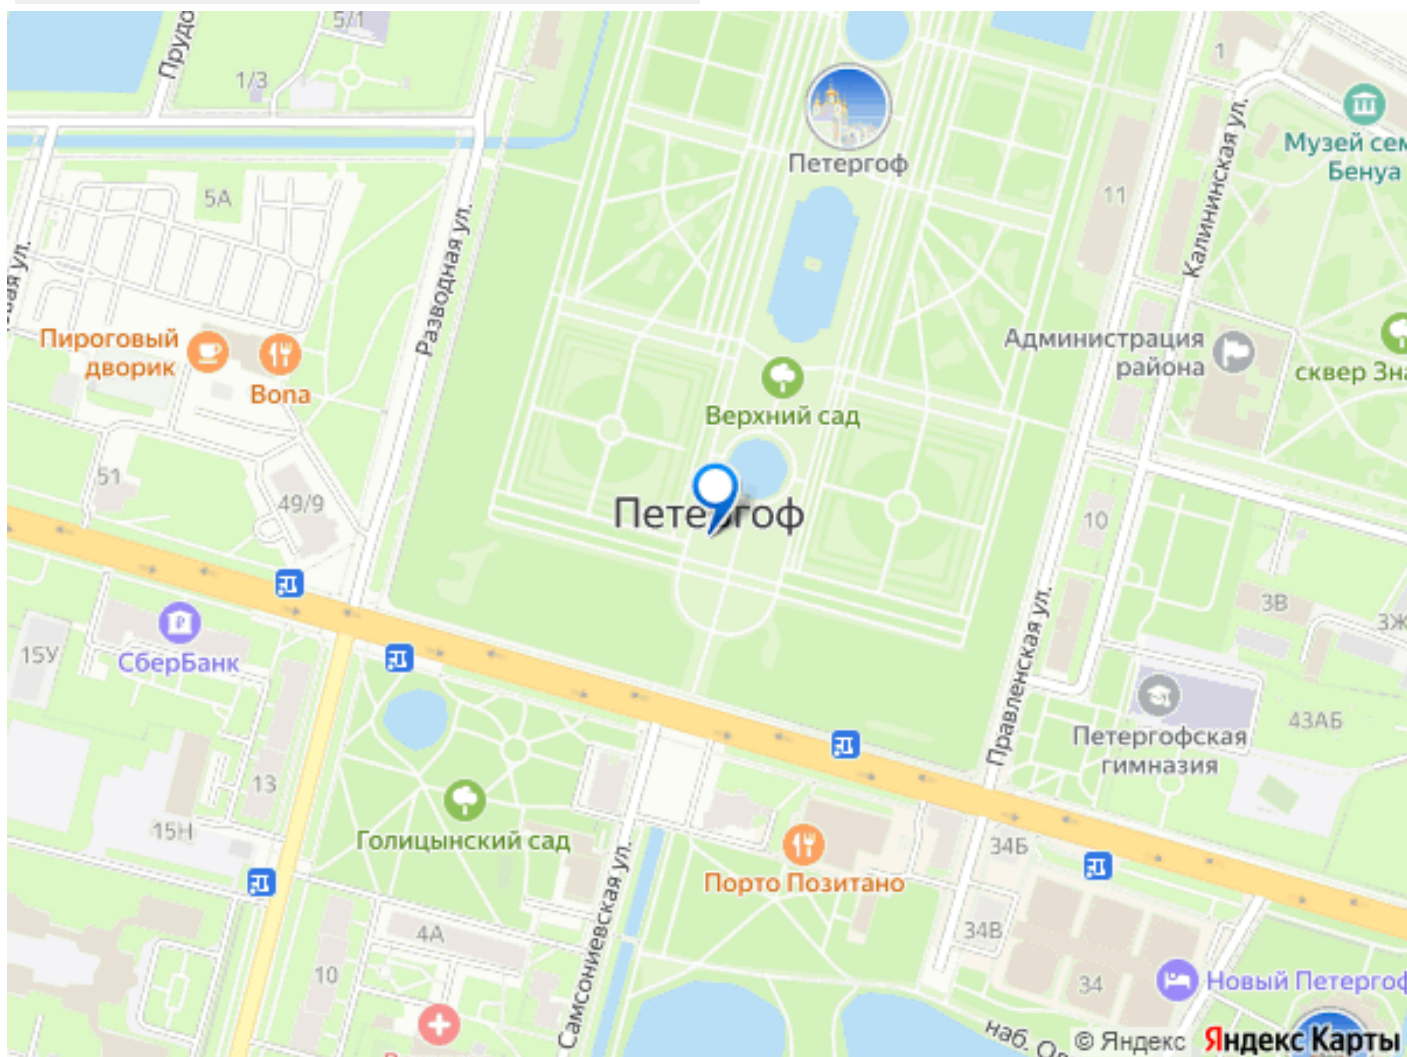 5/1
Прудо
1/3
1
Музей сем
Бенуа
Петергоф
5А
11
Калининская ул.
Разводная ул.
вая ул.
Пироговый
дворик
Bona
Администрация
района
сквер Зна
Верхний сад
51
49/9
Петергоф
10
3В
3Ж
15У
СберБанк
Правленская ул.
43АБ
Петергофская
гимназия
13
15Н
Голицынский сад
Порто Позитано
34Б
Самсониевская ул.
4А
34В
10
34
Новый Петергоф
наб. Ол
© Яндекс Яндекс Карты